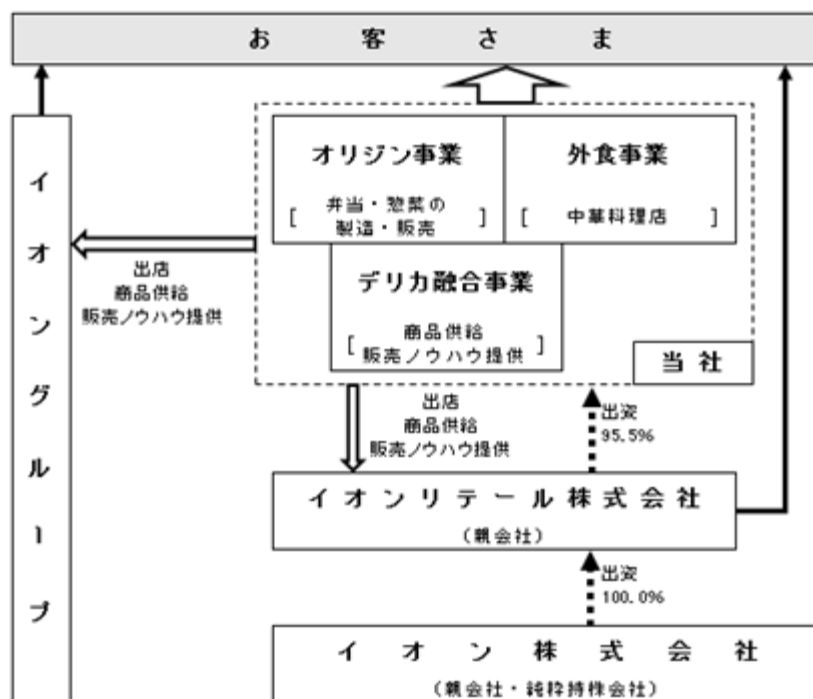 お客さま
イオングループ
オリジン事業
[ 弁当・惣菜の
製造・販売 ]
外食事業
[ 中華料理店 ]
デリカ融合事業
[ 商品供給
販売ノウハウ提供 ]
当社
出店
商品供給
販売ノウハウ提供
出店
商品供給
販売ノウハウ提供
出資
95.5%
イオンリテール株式会社
(親会社)
出資
100.0%
イオン株式会社
(親会社・純粋持株会社)